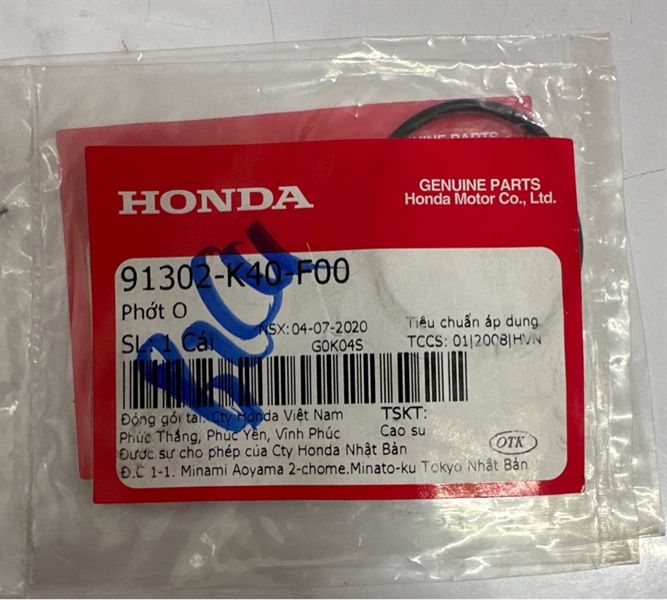 GENUINE PARTS
HONDA
GENUINE PARTS
Honda Motor Co., Ltd.
91302-K40-F00
Phớt O
NSX: 04-07-2020
Tiêu chuẩn áp dụng
SL: 1 Cái
G0K04S
TCCS: 01|2008|HVN
Đóng gói tại: Cty Honda Việt Nam
TSKT:
Phúc Thắng, Phúc Yên, Vĩnh Phúc
Cao su
OTK
Được sự cho phép của Cty Honda Nhật Bản
Đ.C 1-1. Minami Aoyama 2-chome.Minato-ku Tokyo Nhật Bản